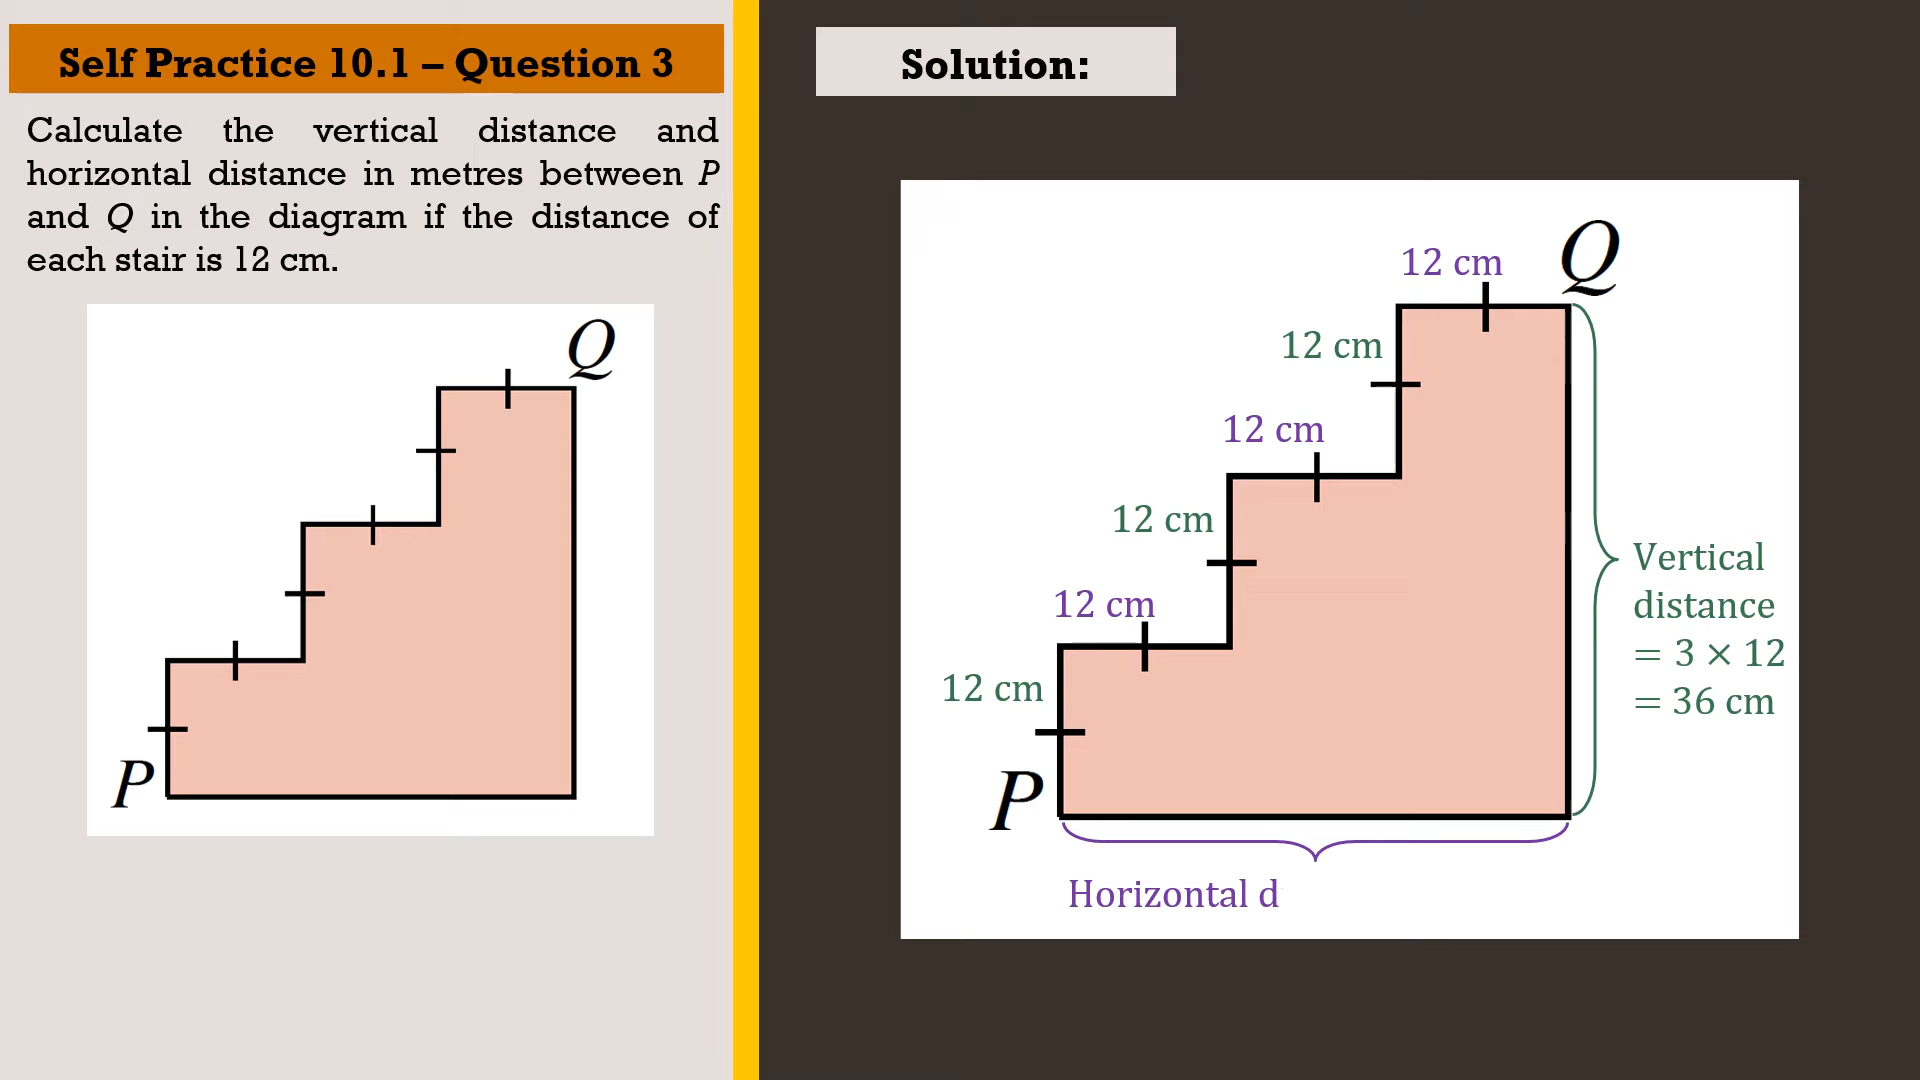 Self Practice 10.1 – Question 3
Calculate the vertical distance and
horizontal distance in metres between P
and Q in the diagram if the distance of
each stair is 12 cm.
Q
P
Solution:
Q
12 cm
12 cm
12 cm
12 cm
12 cm
12 cm
P
Vertical
distance
= 3 × 12
= 36 cm
Horizontal d